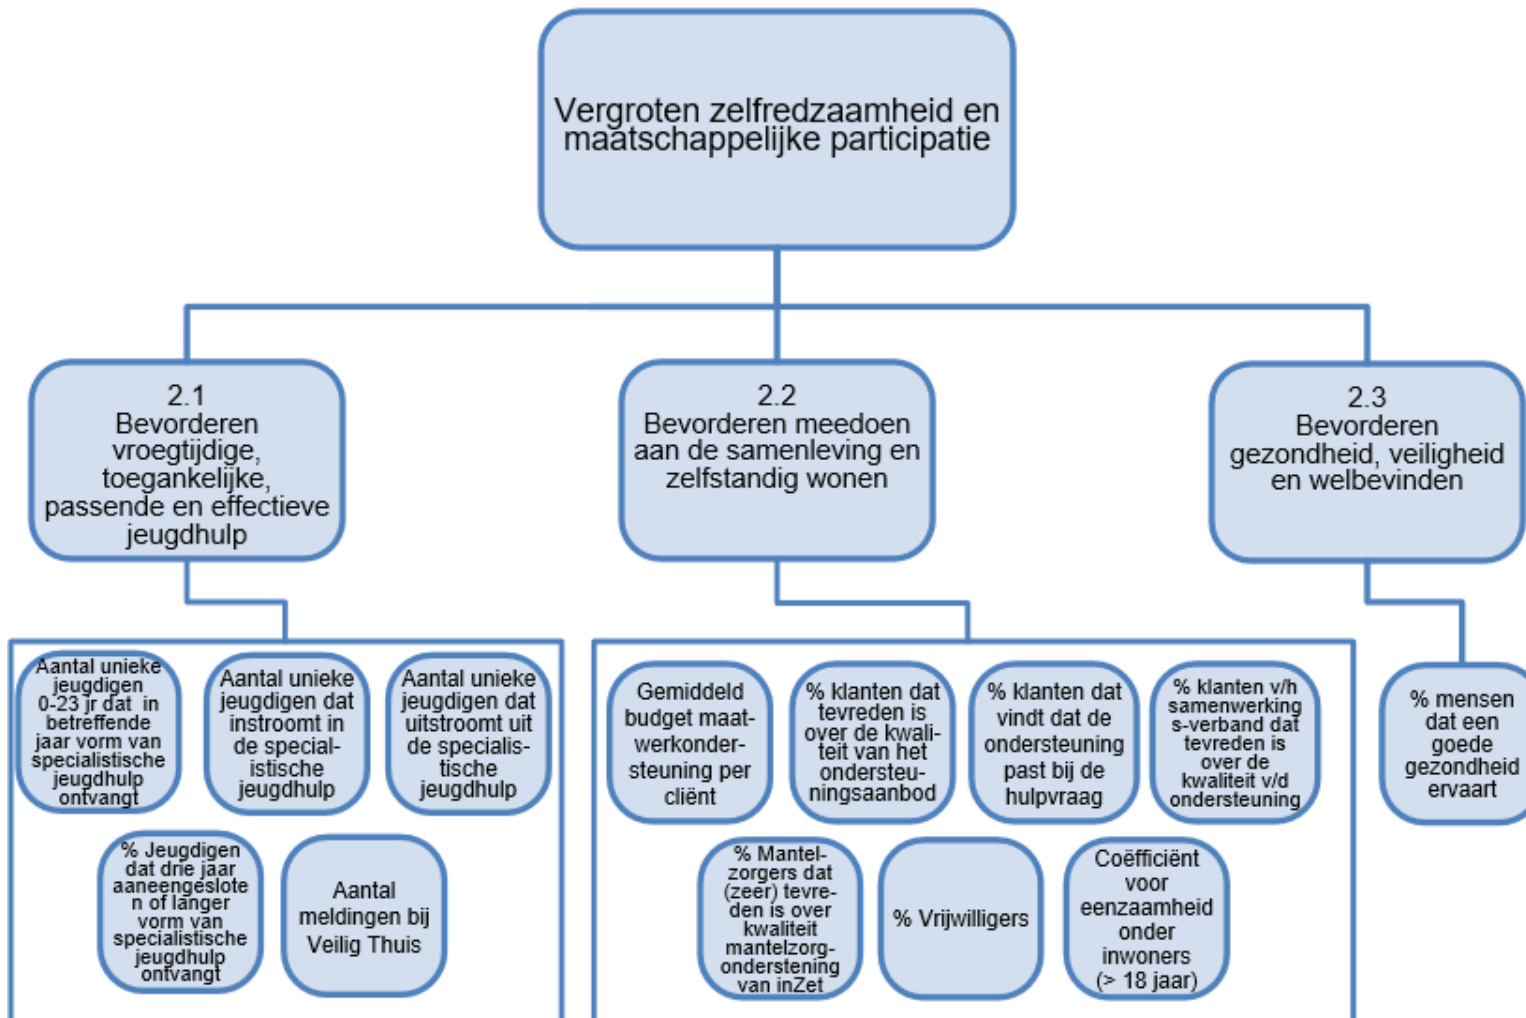 Vergroten zelfredzaamheid en
maatschappelijke participatie
2.1
Bevorderen
vroegtijdige,
toegankelijke,
passende en effectieve
jeugdhulp
2.2
Bevorderen meedoen
aan de samenleving en
zelfstandig wonen
2.3
Bevorderen
gezondheid, veiligheid
en welbevinden
Aantal unieke
jeugdigen
0-23 jr dat in
betreffende
jaar vorm van
specialistische
jeugdhulp
ontvangt
Aantal unieke
jeugdigen dat
instroomt in
de special-
istische
jeugdhulp
Aantal unieke
jeugdigen dat
uitstroomt uit
de specialis-
tische
jeugdhulp
% Jeugdigen
dat drie jaar
aaneengeslote
n of langer
vorm van
specialistische
jeugdhulp
ontvangt
Aantal
meldingen bij
Veilig Thuis
Gemiddeld
budget maat-
werkonder-
steuning per
cliënt
% klanten dat
tevreden is
over de kwali-
teit van het
ondersteu-
ningsaanbod
% klanten dat
vindt dat de
ondersteuning
past bij de
hulpvraag
% klanten v/h
samenwerking
s-verband dat
tevreden is
over de
kwaliteit v/d
ondersteuning
% Mantel-
zorgers dat
(zeer) tevre-
den is over
kwaliteit
mantelzorg-
onderstening
van inZet
% Vrijwilligers
Coëfficiënt
voor
eenzaamheid
onder
inwoners
(> 18 jaar)
% mensen
dat een
goede
gezondheid
ervaart